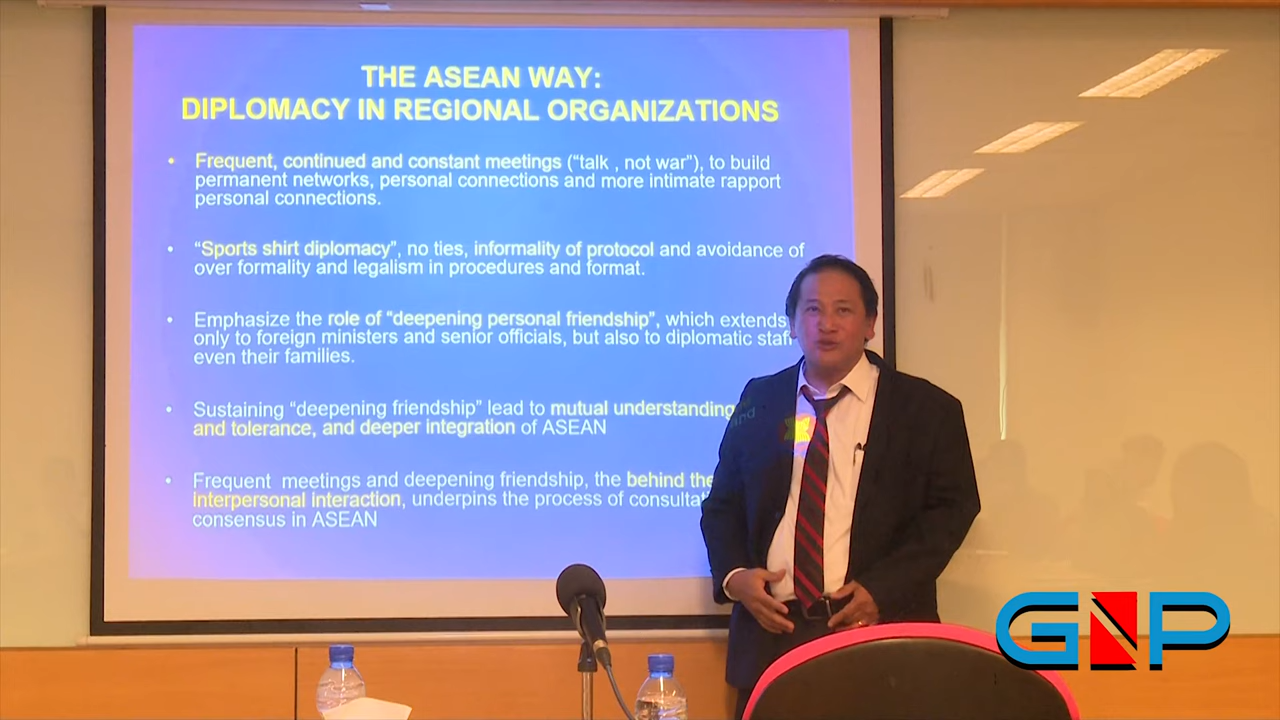 THE ASEAN WAY:
DIPLOMACY IN REGIONAL ORGANIZATIONS
• Frequent, continued and constant meetings (“talk , not war”), to build
permanent networks, personal connections and more intimate rapport
personal connections.
• “Sports shirt diplomacy”, no ties, informality of protocol and avoidance of
over formality and legalism in procedures and format.
• Emphasize the role of “deepening personal friendship”, which extends
only to foreign ministers and senior officials, but also to diplomatic staff
even their families.
• Sustaining “deepening friendship” lead to mutual understanding
and
and tolerance, and deeper integration of ASEAN
• Frequent meetings and deepening friendship, the behind the
interpersonal interaction, underpins the process of
consensus in ASEAN
GNP